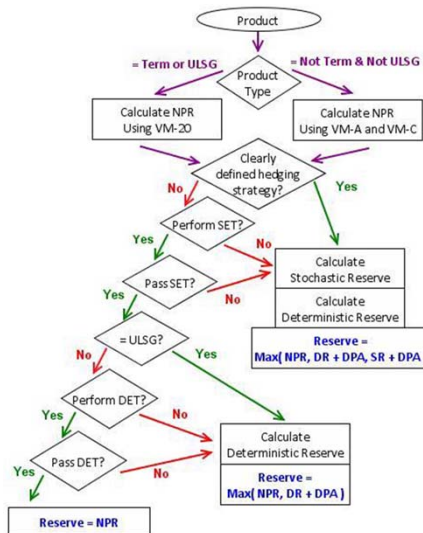 Product
= Term or ULSG
= Not Term & Not ULSG
Product
Type
Calculate NPR
Using VM-20
Calculate NPR
Using VM-A and VM-C
Clearly
defined hedging
strategy?
No
Yes
Perform SET?
Yes
No
Calculate
Stochastic Reserve
Pass SET?
No
Yes
Calculate
Deterministic Reserve
= ULSG?
Reserve =
Max( NPR, DR + DPA, SR + DPA
No
Yes
Perform DET?
Yes
No
Calculate
Deterministic Reserve
Pass DET?
Yes
No
Reserve =
Max( NPR, DR + DPA )
Reserve = NPR